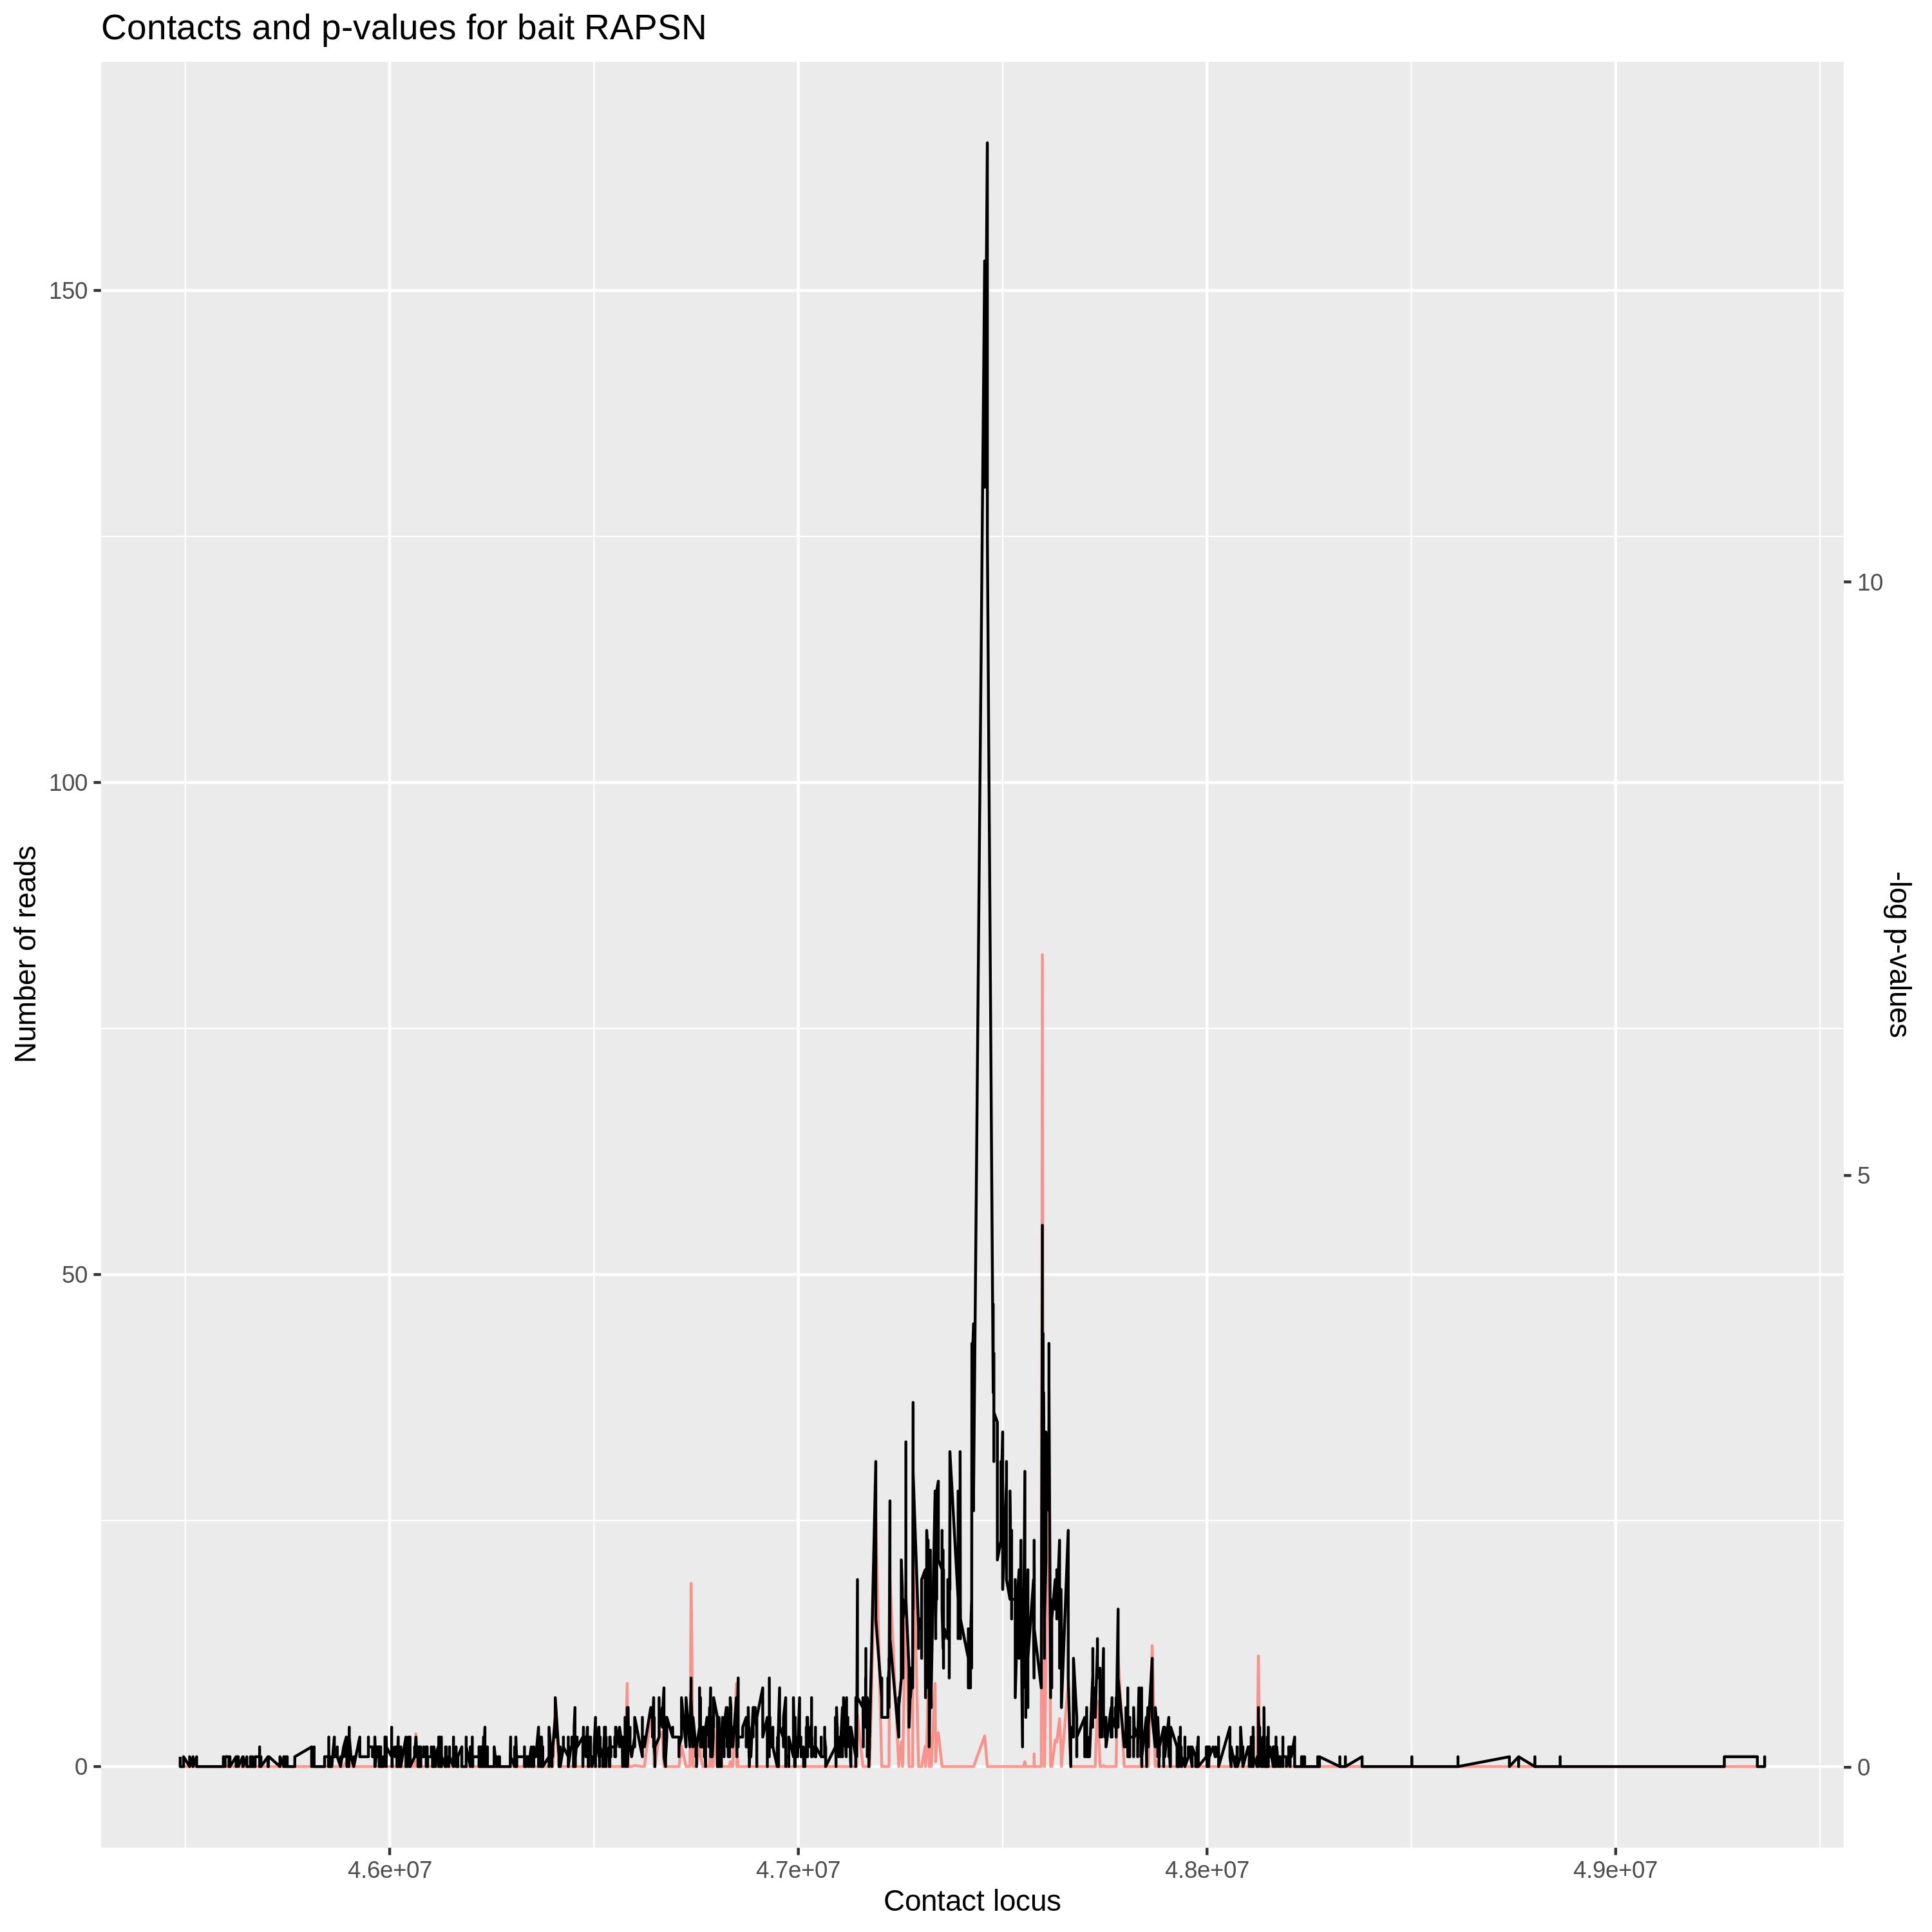 Contacts and p-values for bait RAPSN
150
100
50
0
Number of reads
10
5
0
-log p-values
4.6e+07
4.7e+07
4.8e+07
4.9e+07
Contact locus